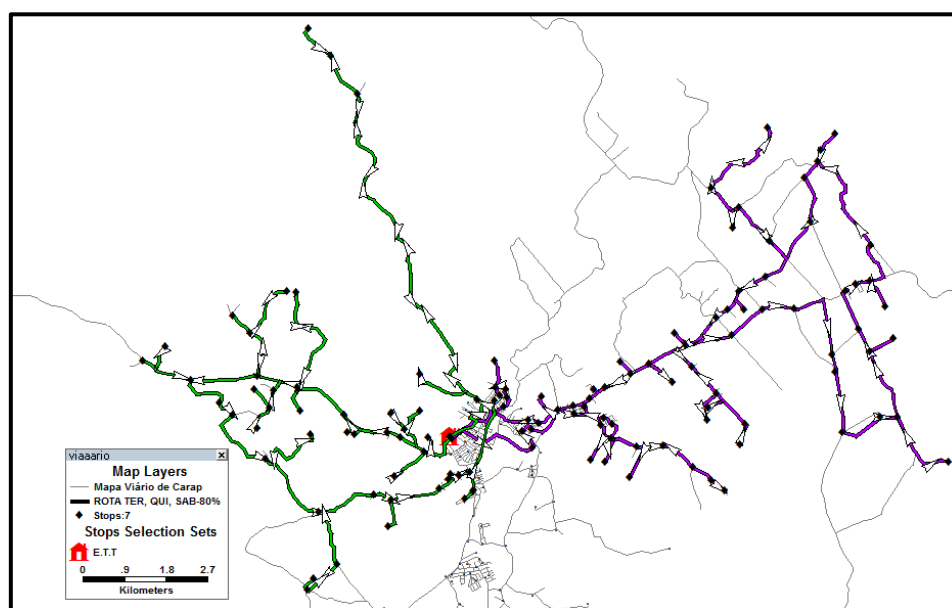 viaaario
Map Layers
Mapa Viário de Carap
ROTA TER, QUI, SAB-80%
Stops:7
Stops Selection Sets
E.T.T
0 .9 1.8 2.7
Kilometers